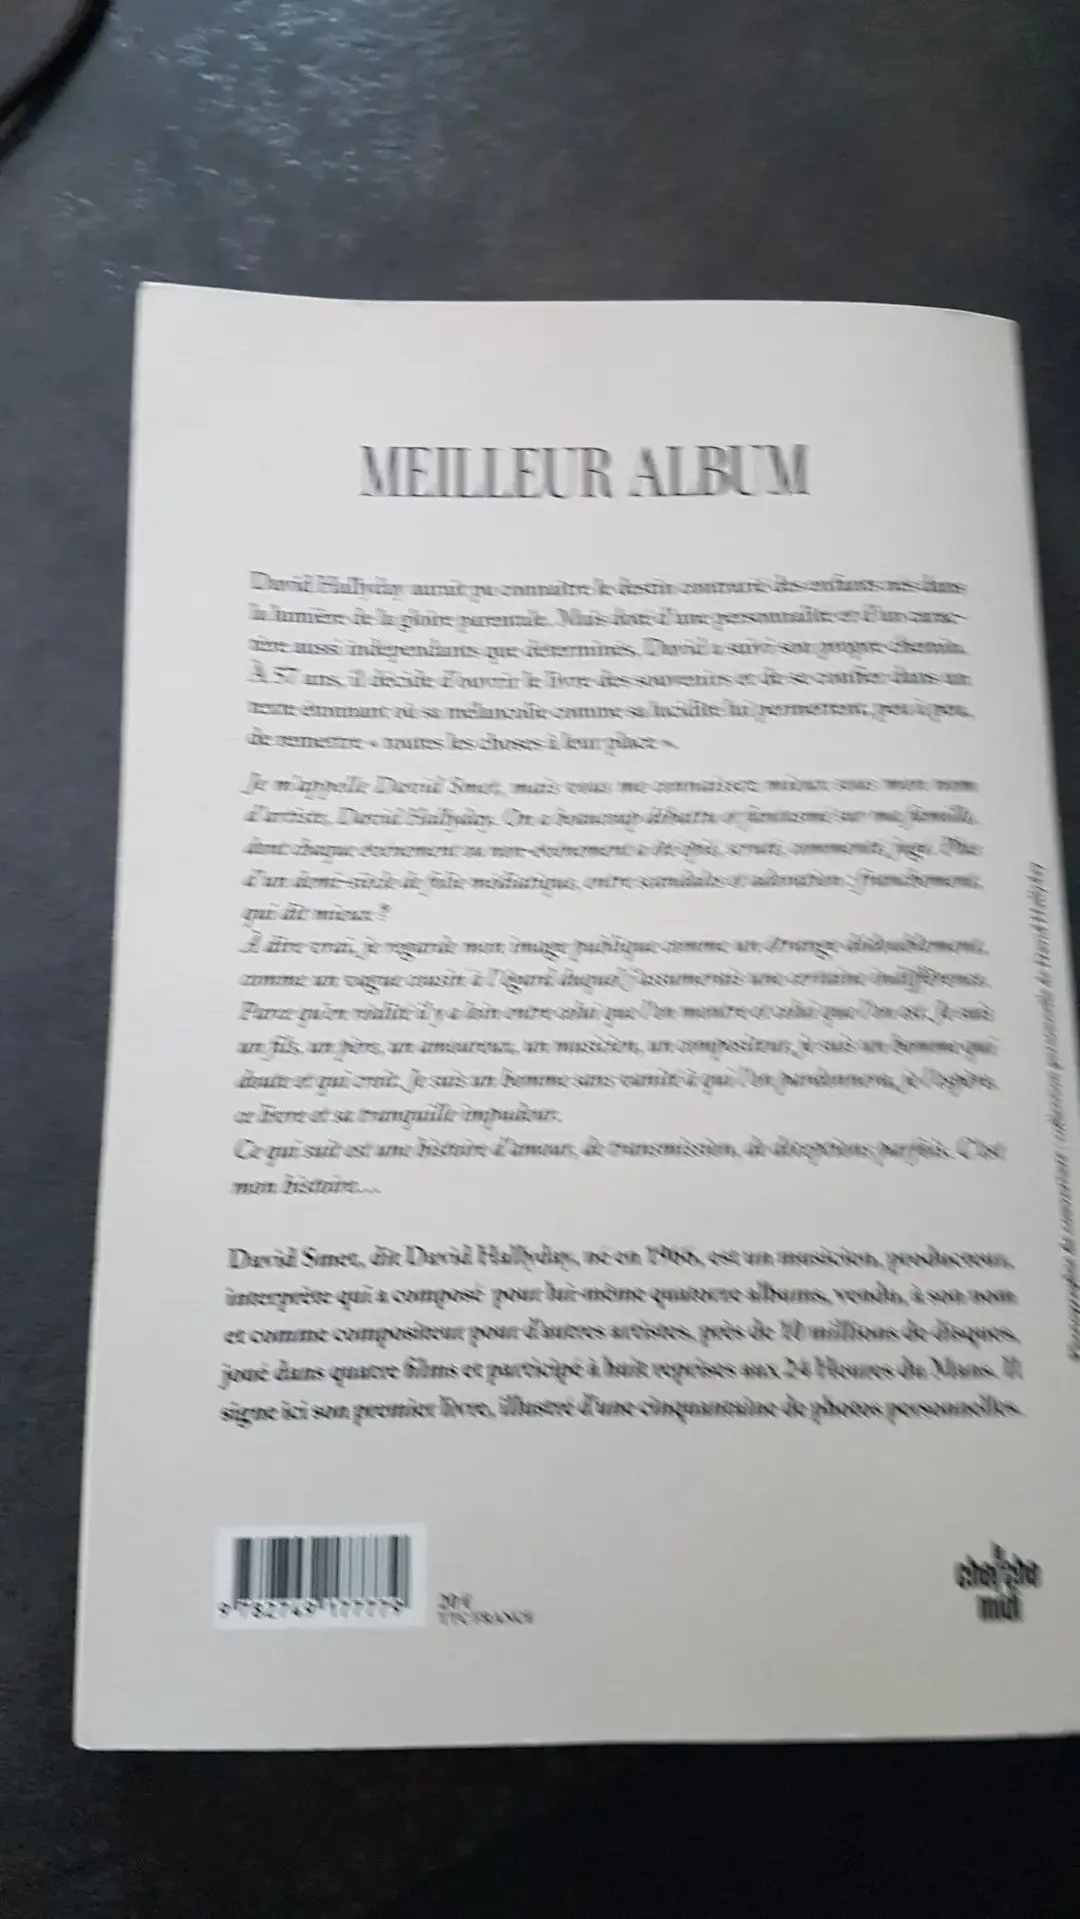 MEILLEUR ALBUM
David Hallyday aurait pu connaître le destin contrarié des enfants nés dans
la lumière de la gloire parentale. Mais doté d'une personnalité et d'un carac-
tère aussi indépendants que déterminés, David a suivi son propre chemin.
À 57 ans, il décide d'ouvrir le livre des souvenirs et de se confier dans un
texte étonnant où sa mélancolie comme sa lucidité lui permettent, peu à peu,
de remettre « toutes les choses à leur place ».
Je m'appelle David Smet, mais vous me connaissez mieux sous mon nom
d'artiste, David Hallyday. On a beaucoup débattu et fantasmé sur ma famille,
dont chaque événement ou non-événement a été épié, scruté, commenté, jugé. Plus
d'un demi-siècle de folie médiatique, entre scandales et adoration : franchement,
qui dit mieux ?
À dire vrai, je regarde mon image publique comme un étrange dédoublement,
comme un vague cousin à l'égard duquel j'assumerais une certaine indifférence.
Parce qu'en réalité il y a loin entre celui que l'on montre et celui que l'on est. Je suis
un fils, un père, un amoureux, un musicien, un compositeur, je suis un homme qui
doute et qui croit. Je suis un homme sans vanité à qui l'on pardonnera, je l'espère,
ce livre et sa tranquille impudeur.
Ce qui suit est une histoire d'amour, de transmission, de déceptions parfois. C'est
mon histoire...
David Smet, dit David Hallyday, né en 1966, est un musicien, producteur,
interprète qui a composé pour lui-même quatorze albums, vendu, à son nom
et comme compositeur pour d'autres artistes, près de 10 millions de disques,
joué dans quatre films et participé à huit reprises aux 24 Heures du Mans. Il
signe ici son premier livre, illustré d'une cinquantaine de photos personnelles.
9 782749 177779
20 €
TTC FRANCE
le
cherche
midi
collection personnelle de David Hallyday